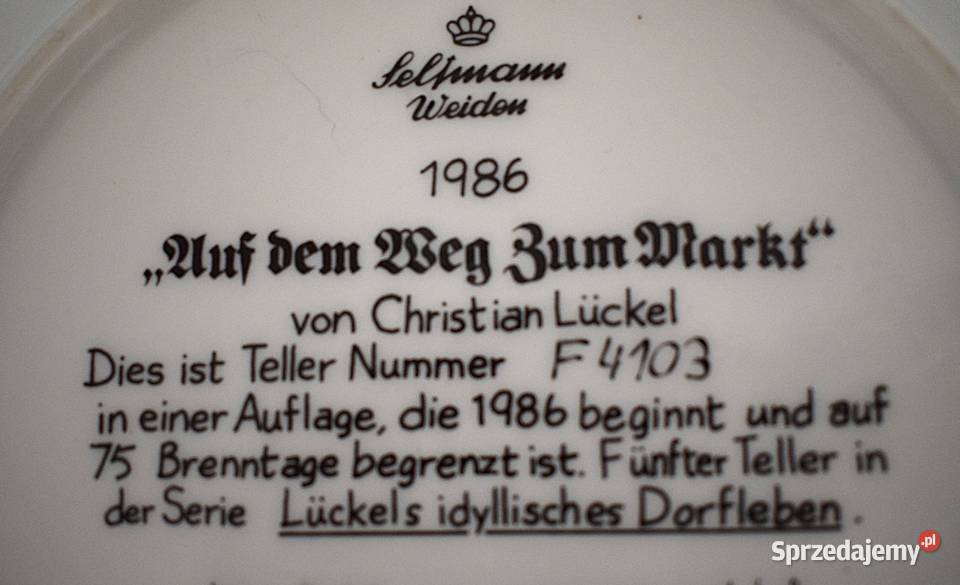 Seltmann
Weiden
1986
„Auf dem Weg Zum Markt“
von Christian Lückel
Dies ist Teller Nummer F 4103
in einer Auflage, die 1986 beginnt und auf
75 Brenntage begrenzt ist. Fünfter Teller in
der Serie Lückels idyllisches Dorfleben.
Sprzedajemy.pl